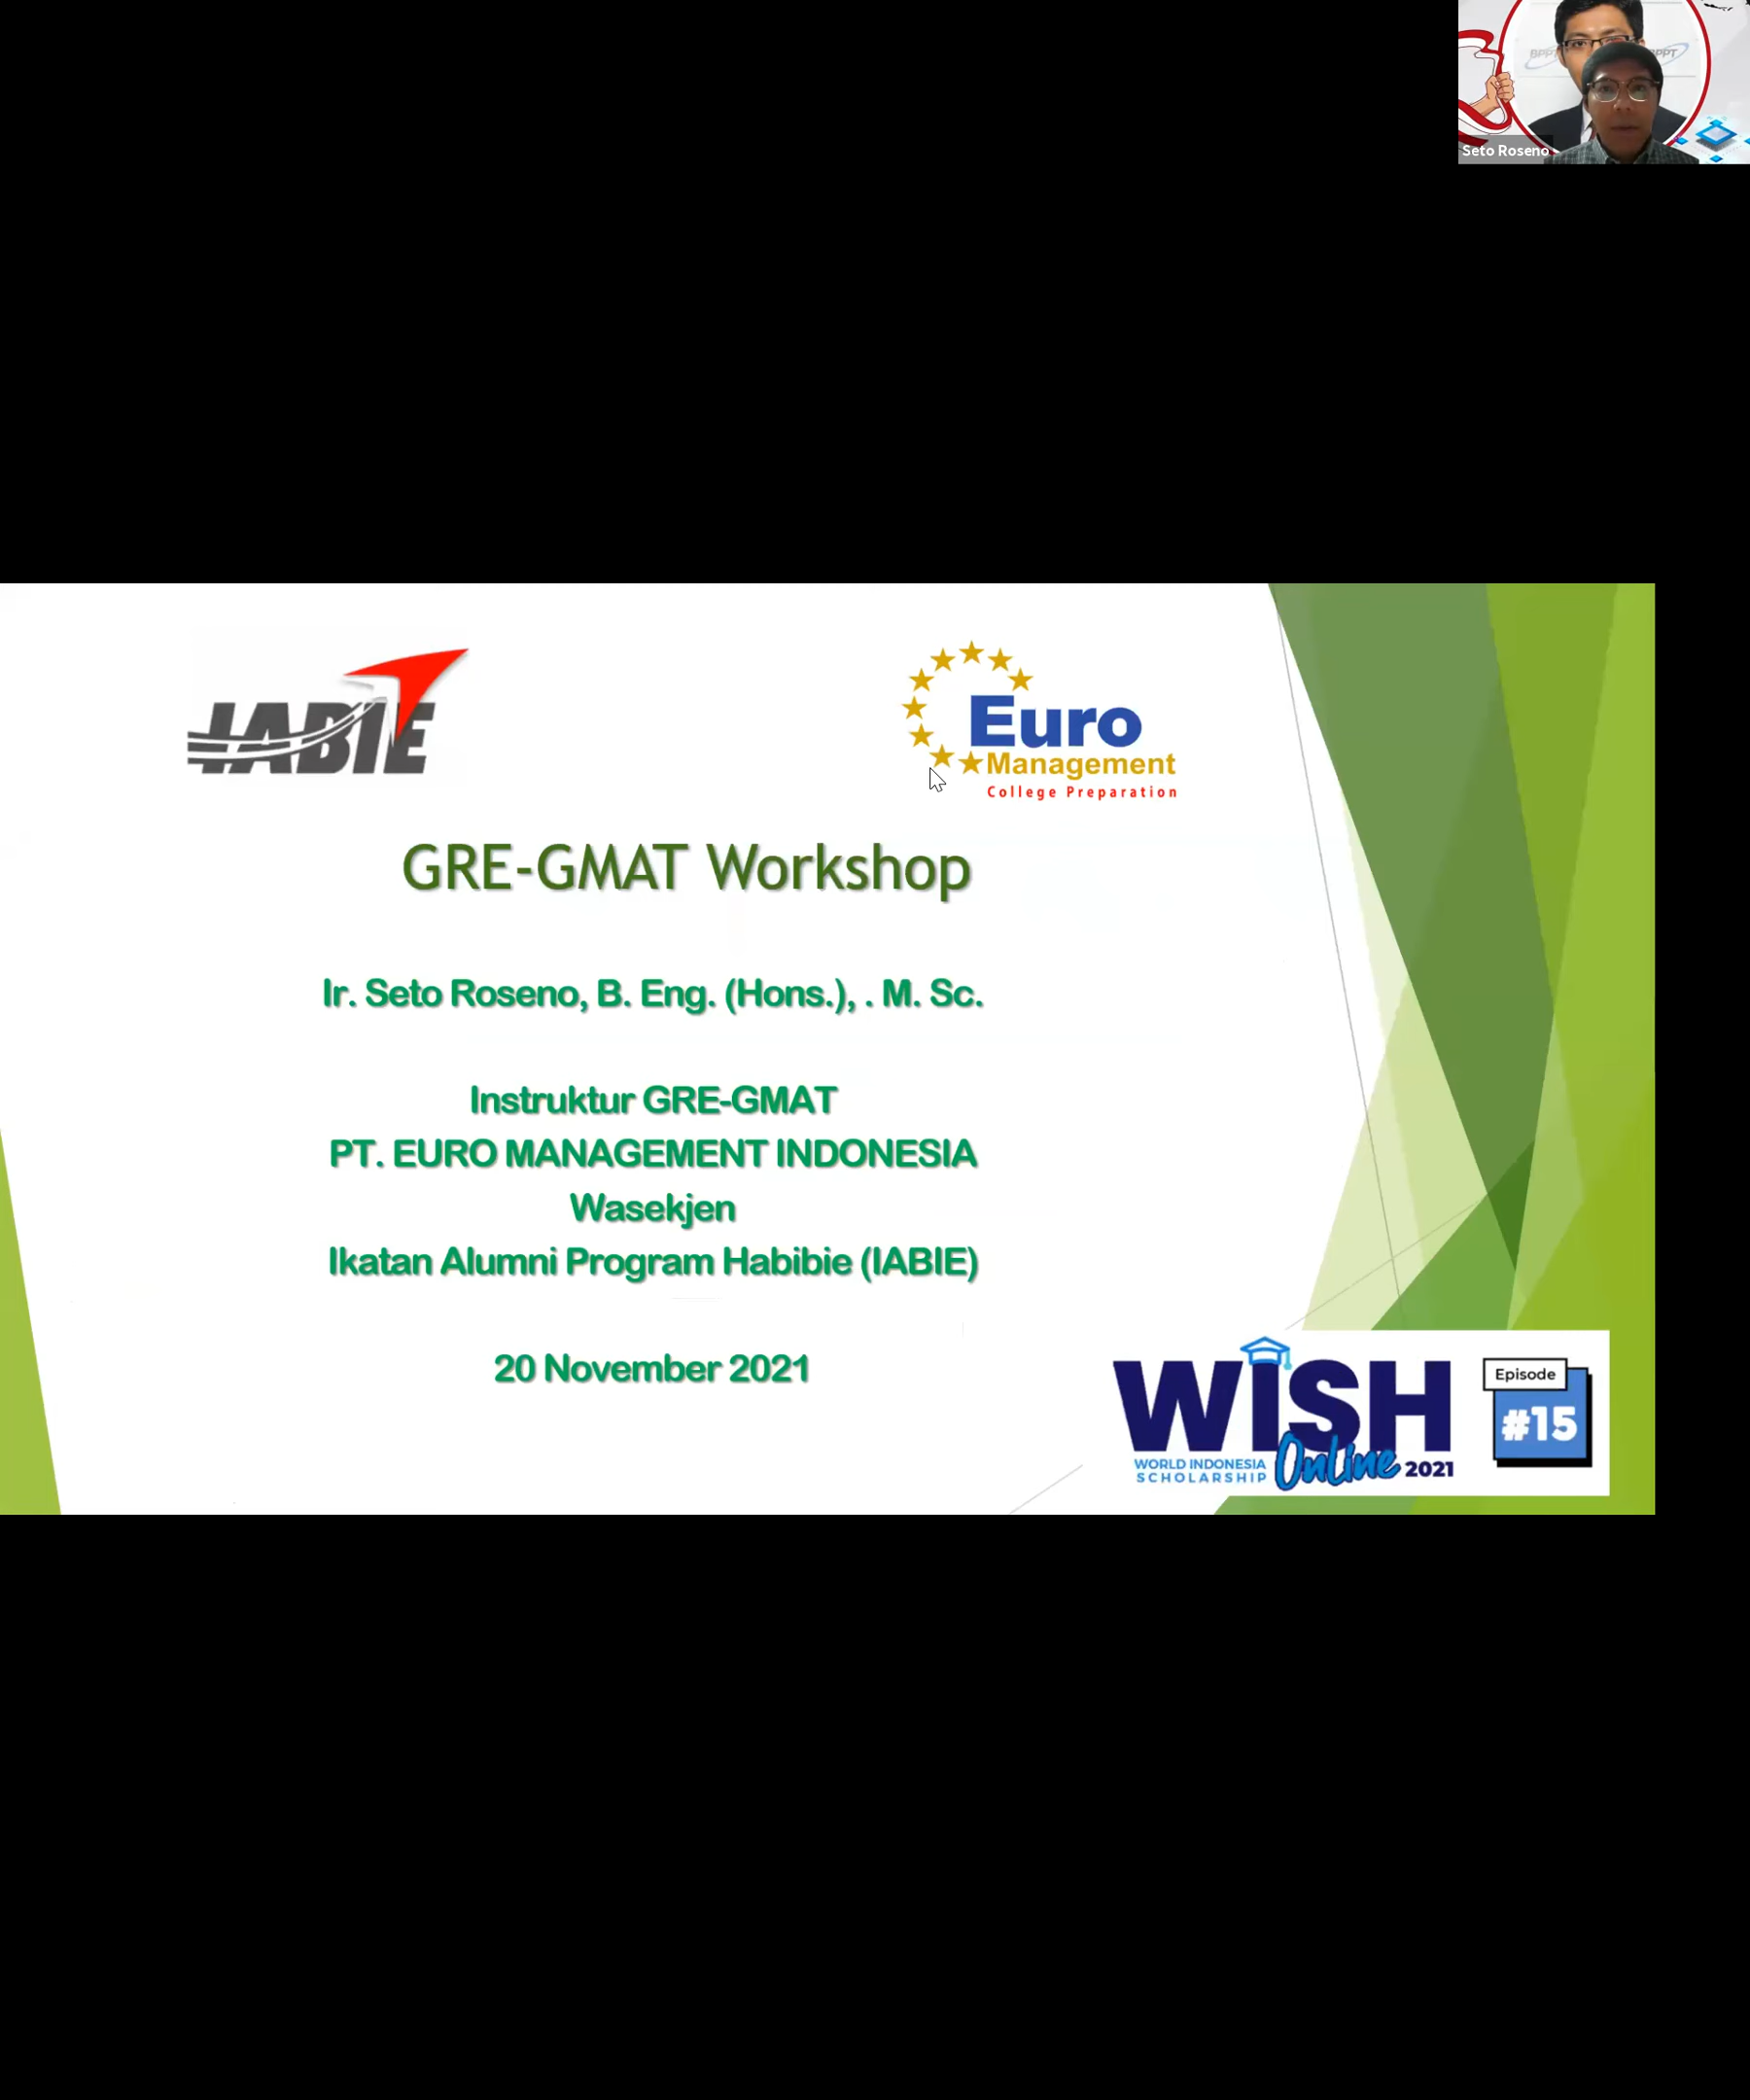 BPPT
PPT
Seto Roseno
IABIE
Euro
Management
College Preparation
GRE-GMAT Workshop
Ir. Seto Roseno, B. Eng. (Hons.), . M. Sc.
Instruktur GRE-GMAT
PT. EURO MANAGEMENT INDONESIA
Wasekjen
Ikatan Alumni Program Habibie (IABIE)
20 November 2021
WISH
WORLD INDONESIA
SCHOLARSHIP
Online 2021
Episode
#15